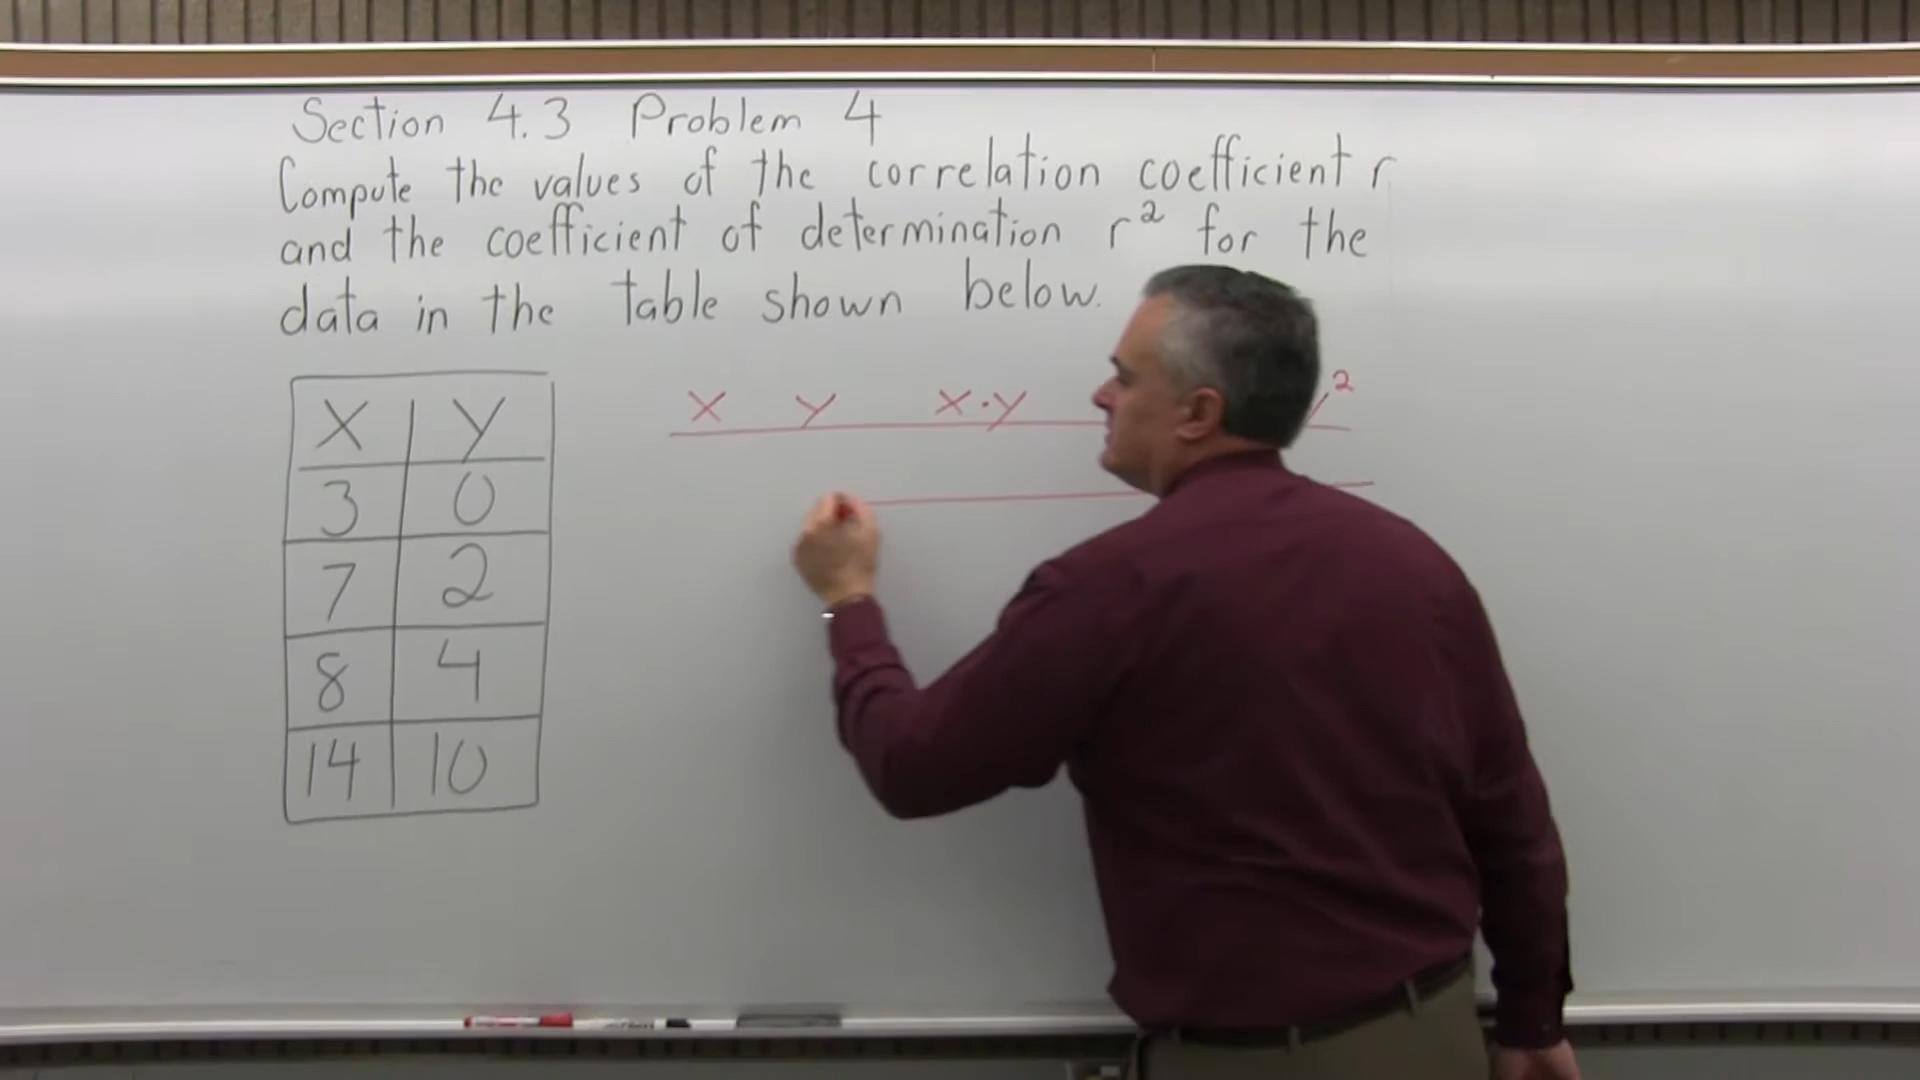 Section 4.3 Problem 4
Compute the values of the correlation coefficient r
and the coefficient of determination r² for the
data in the table shown below.
X Y
3 0
7 2
8 4
14 10
X Y X·Y y²